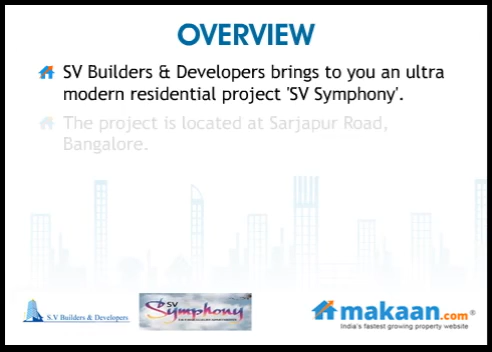 OVERVIEW
SV Builders & Developers brings to you an ultra
modern residential project 'SV Symphony'.
The project is located at Sarjapur Road,
Bangalore.
S.V Builders & Developers
SV
Symphony
makaan.com®
India's fastest growing property website